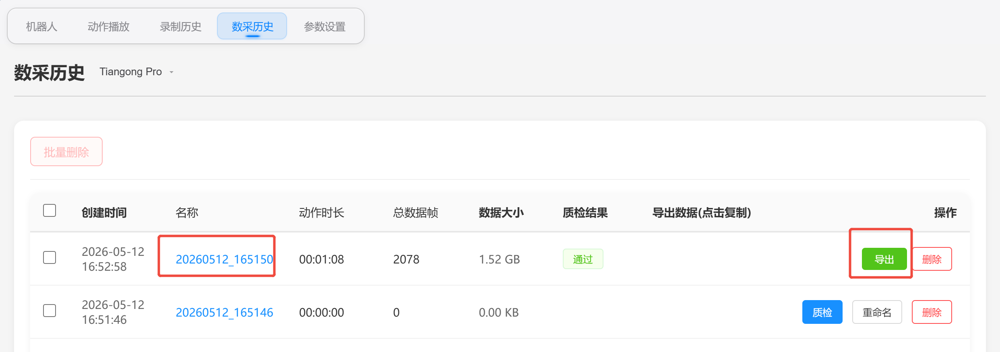 机器人 动作播放 录制历史 数采历史 参数设置
数采历史 Tiangong Pro
批量删除
创建时间 名称 动作时长 总数据帧 数据大小 质检结果 导出数据(点击复制) 操作
2026-05-12
16:52:58
20260512_165150 00:01:08 2078 1.52 GB 通过 导出 删除
2026-05-12
16:51:46
20260512_165146 00:00:00 0 0.00 KB 质检 重命名 删除